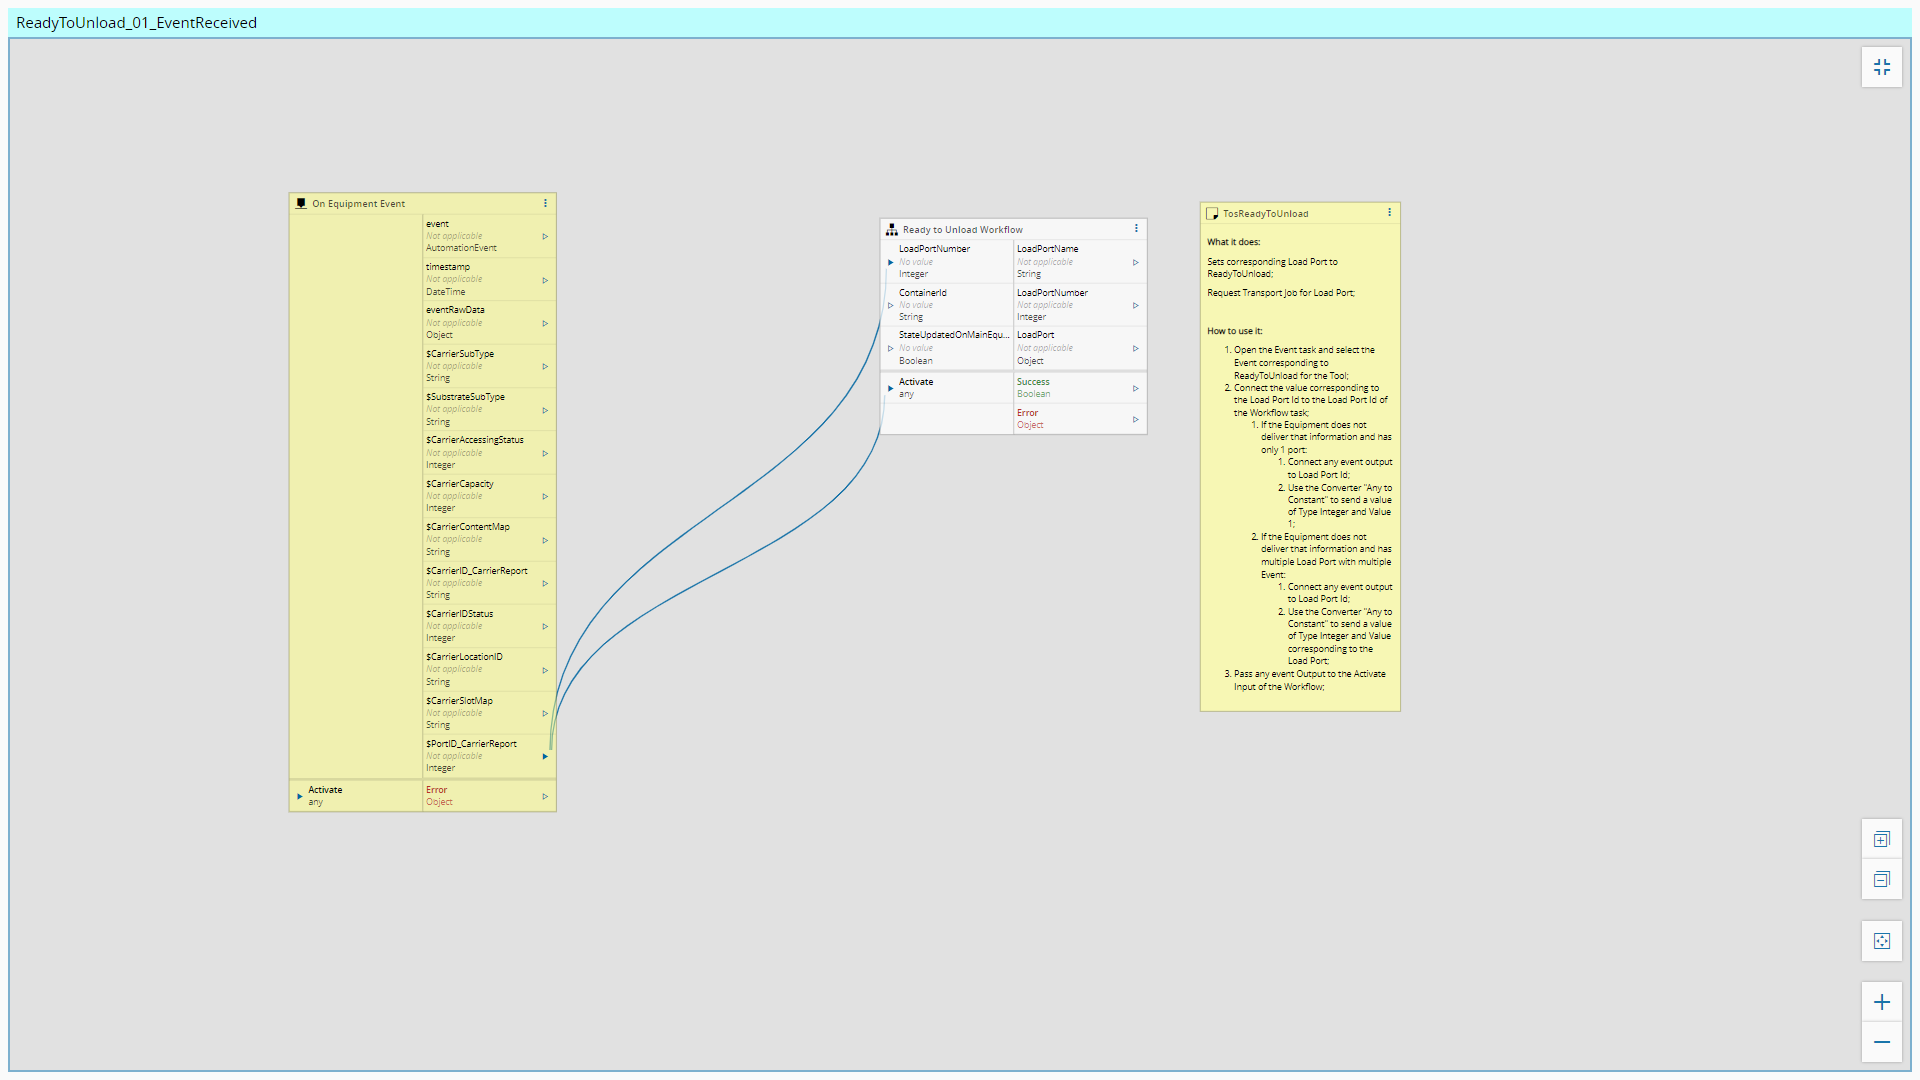 ReadyToUnload_01_EventReceived
On Equipment Event
event
Not applicable
AutomationEvent
timestamp
Not applicable
DateTime
eventRawData
Not applicable
Object
$CarrierSubType
Not applicable
String
$SubstrateSubType
Not applicable
String
$CarrierAccessingStatus
Not applicable
Integer
$CarrierCapacity
Not applicable
Integer
$CarrierContentMap
Not applicable
String
$CarrierID_CarrierReport
Not applicable
String
$CarrierIDStatus
Not applicable
Integer
$CarrierLocationID
Not applicable
String
$CarrierSlotMap
Not applicable
String
$PortID_CarrierReport
Not applicable
Integer
Activate
any
Error
Object
Ready to Unload Workflow
LoadPortNumber
No value
Integer
LoadPortName
Not applicable
String
ContainerId
No value
String
LoadPortNumber
Not applicable
Integer
StateUpdatedOnMainEqu...
No value
Boolean
LoadPort
Not applicable
Object
Activate
any
Success
Boolean
Error
Object
TosReadyToUnload
What it does:
Sets corresponding Load Port to
ReadyToUnload;
Request Transport Job for Load Port;
How to use it:
1. Open the Event task and select the
Event corresponding to
ReadyToUnload for the Tool;
2. Connect the value corresponding to
the Load Port Id to the Load Port Id of
the Workflow task;
1. If the Equipment does not
deliver that information and has
only 1 port:
1. Connect any event output
to Load Port Id;
2. Use the Converter "Any to
Constant" to send a value
of Type Integer and Value
1;
2. If the Equipment does not
deliver that information and has
multiple Load Port with multiple
Event:
1. Connect any event output
to Load Port Id;
2. Use the Converter "Any to
Constant" to send a value
of Type Integer and Value
corresponding to the
Load Port;
3. Pass any event Output to the Activate
Input of the Workflow;